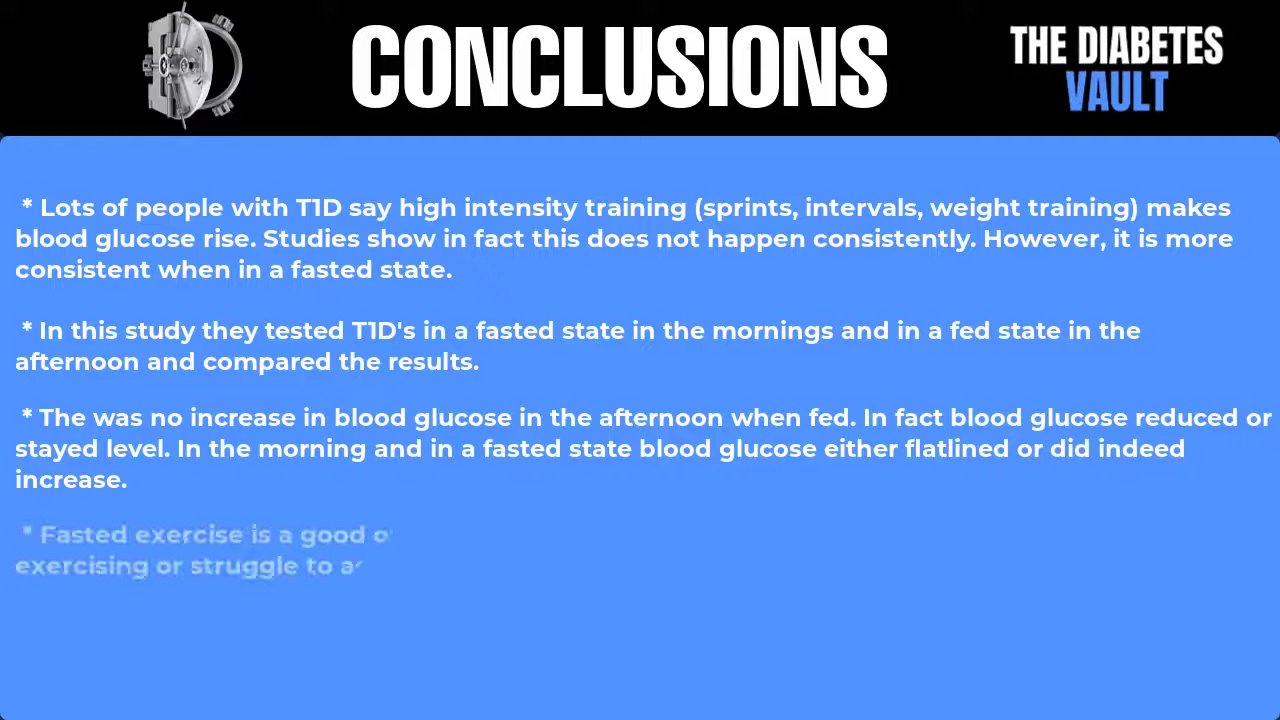 CONCLUSIONS
THE DIABETES
VAULT
* Lots of people with T1D say high intensity training (sprints, intervals, weight training) makes
blood glucose rise. Studies show in fact this does not happen consistently. However, it is more
consistent when in a fasted state.
* In this study they tested T1D's in a fasted state in the mornings and in a fed state in the
afternoon and compared the results.
* The was no increase in blood glucose in the afternoon when fed. In fact blood glucose reduced or
stayed level. In the morning and in a fasted state blood glucose either flatlined or did indeed
increase.
* Fasted exercise is a good
exercising or struggle to